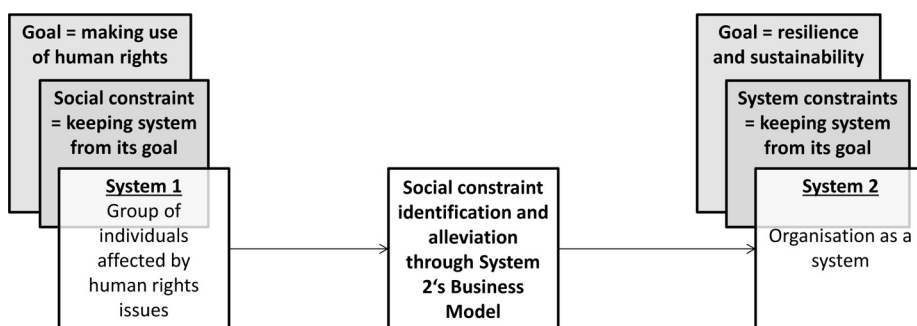 Goal = making use
of human rights
Social constraint
= keeping system
from its goal
System 1
Group of
individuals
affected by
human rights
issues
Social constraint
identification and
alleviation
through System
2‘s Business
Model
Goal = resilience
and sustainability
System constraints
= keeping system
from its goal
System 2
Organisation as a
system